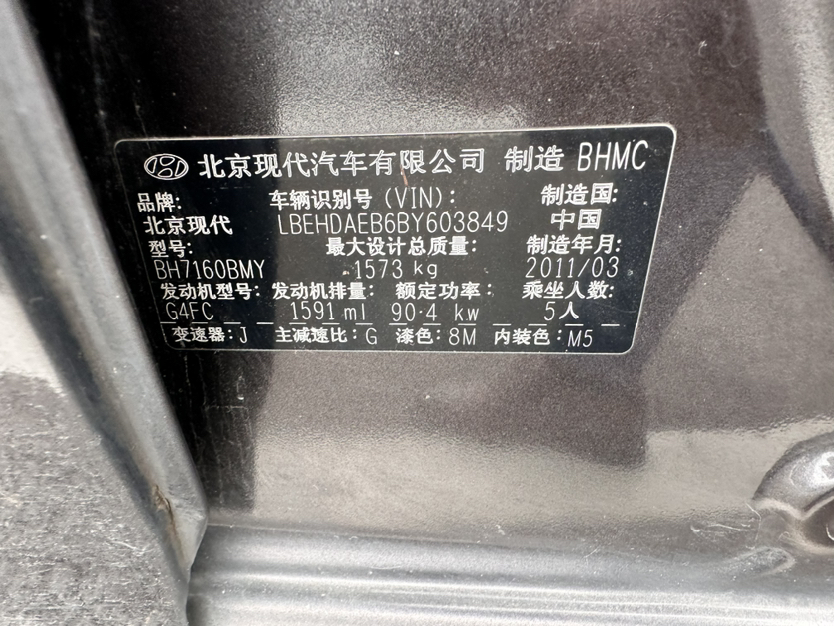 北京现代汽车有限公司 制造 BHMC
品牌: 车辆识别号 (VIN): 制造国:
北京现代 LBEHDAEB6BY603849 中国
型号: 最大设计总质量: 制造年月:
BH7160BMY 1573 kg 2011/03
发动机型号: 发动机排量: 额定功率: 乘坐人数:
G4FC 1591 ml 90.4 kw 5人
变速器: J 主减速比: G 漆色: 8M 内装色: M5